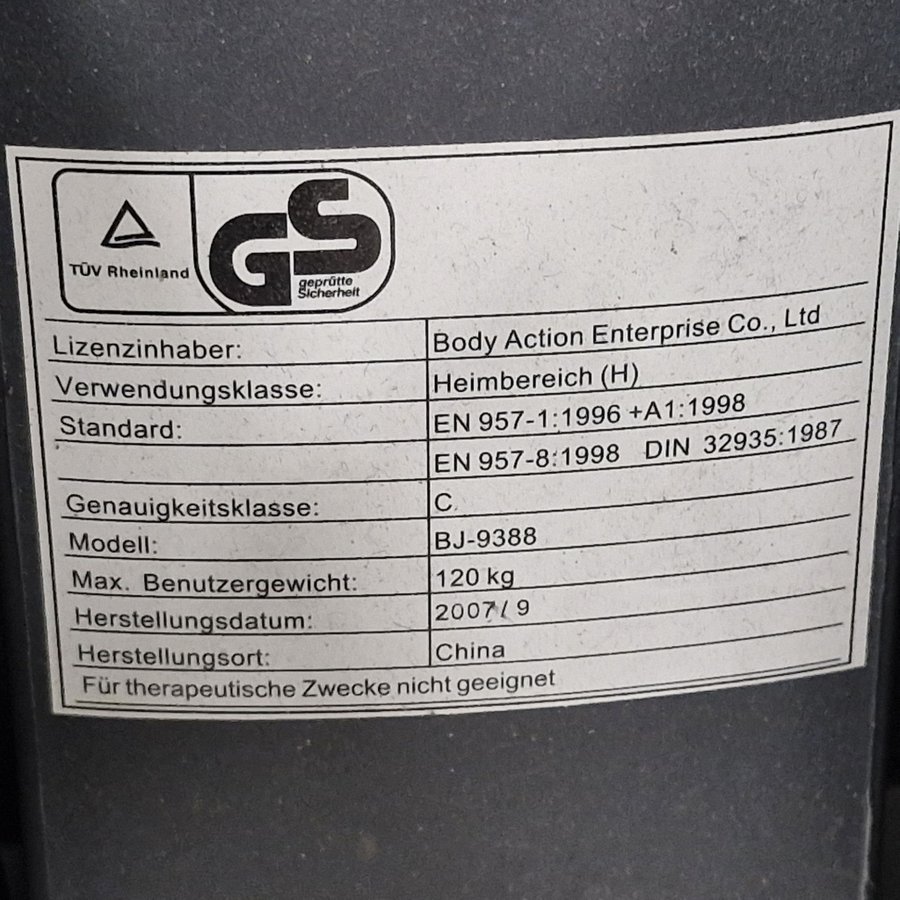 TÜV Rheinland
GS
geprüfte
Sicherheit
Lizenzinhaber: Body Action Enterprise Co., Ltd
Verwendungsklasse: Heimbereich (H)
Standard: EN 957-1:1996 +A1:1998
EN 957-8:1998 DIN 32935:1987
Genauigkeitsklasse: C
Modell: BJ-9388
Max. Benutzergewicht: 120 kg
Herstellungsdatum: 2007 / 9
Herstellungsort: China
Für therapeutische Zwecke nicht geeignet